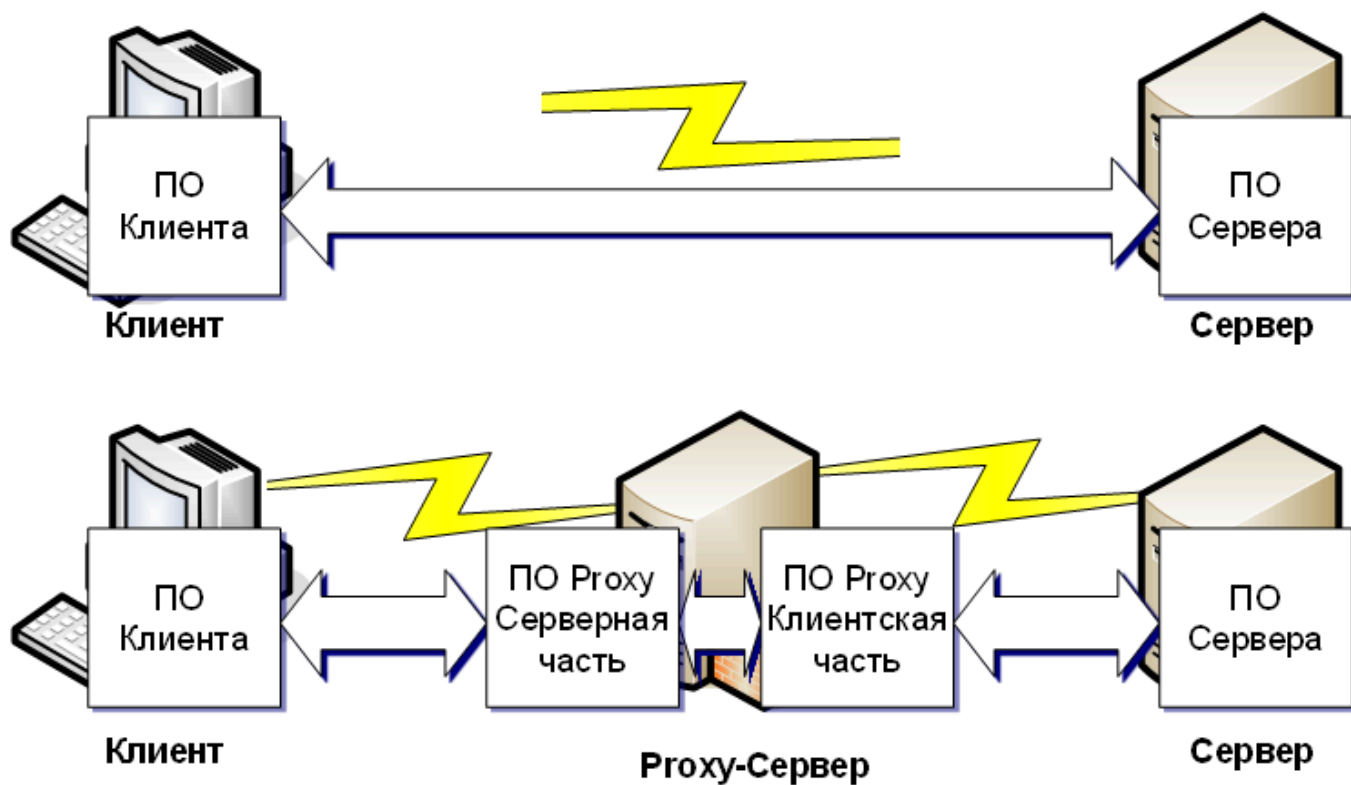 ПО
Клиента
ПО
Сервера
Клиент
Сервер
ПО
Клиента
ПО Proxy
Серверная
часть
ПО Proxy
Клиентская
часть
ПО
Сервера
Клиент
Proxy-Сервер
Сервер